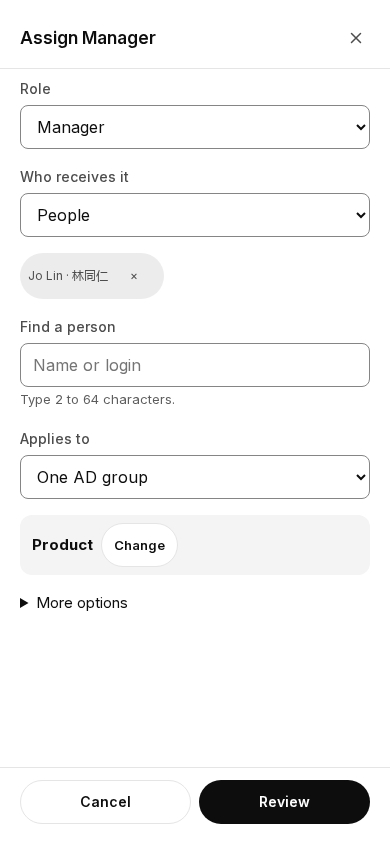 Assign Manager
×
Role
Manager
Who receives it
People
Jo Lin · 林同仁 ×
Find a person
Name or login
Type 2 to 64 characters.
Applies to
One AD group
Product Change
More options
Cancel Review